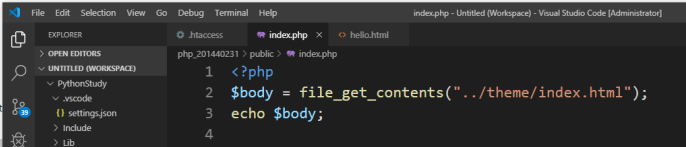 File Edit Selection View Go Debug Terminal Help index.php - Untitled (Workspace) - Visual Studio Code [Administrator]
EXPLORER
.htaccess index.php × hello.html
OPEN EDITORS
php_201440231 > public > index.php
UNTITLED (WORKSPACE)
1 <?php
PythonStudy
2 $body = file_get_contents("../theme/index.html");
.vscode
39
{} settings.json
3 echo $body;
Include
4
Lib